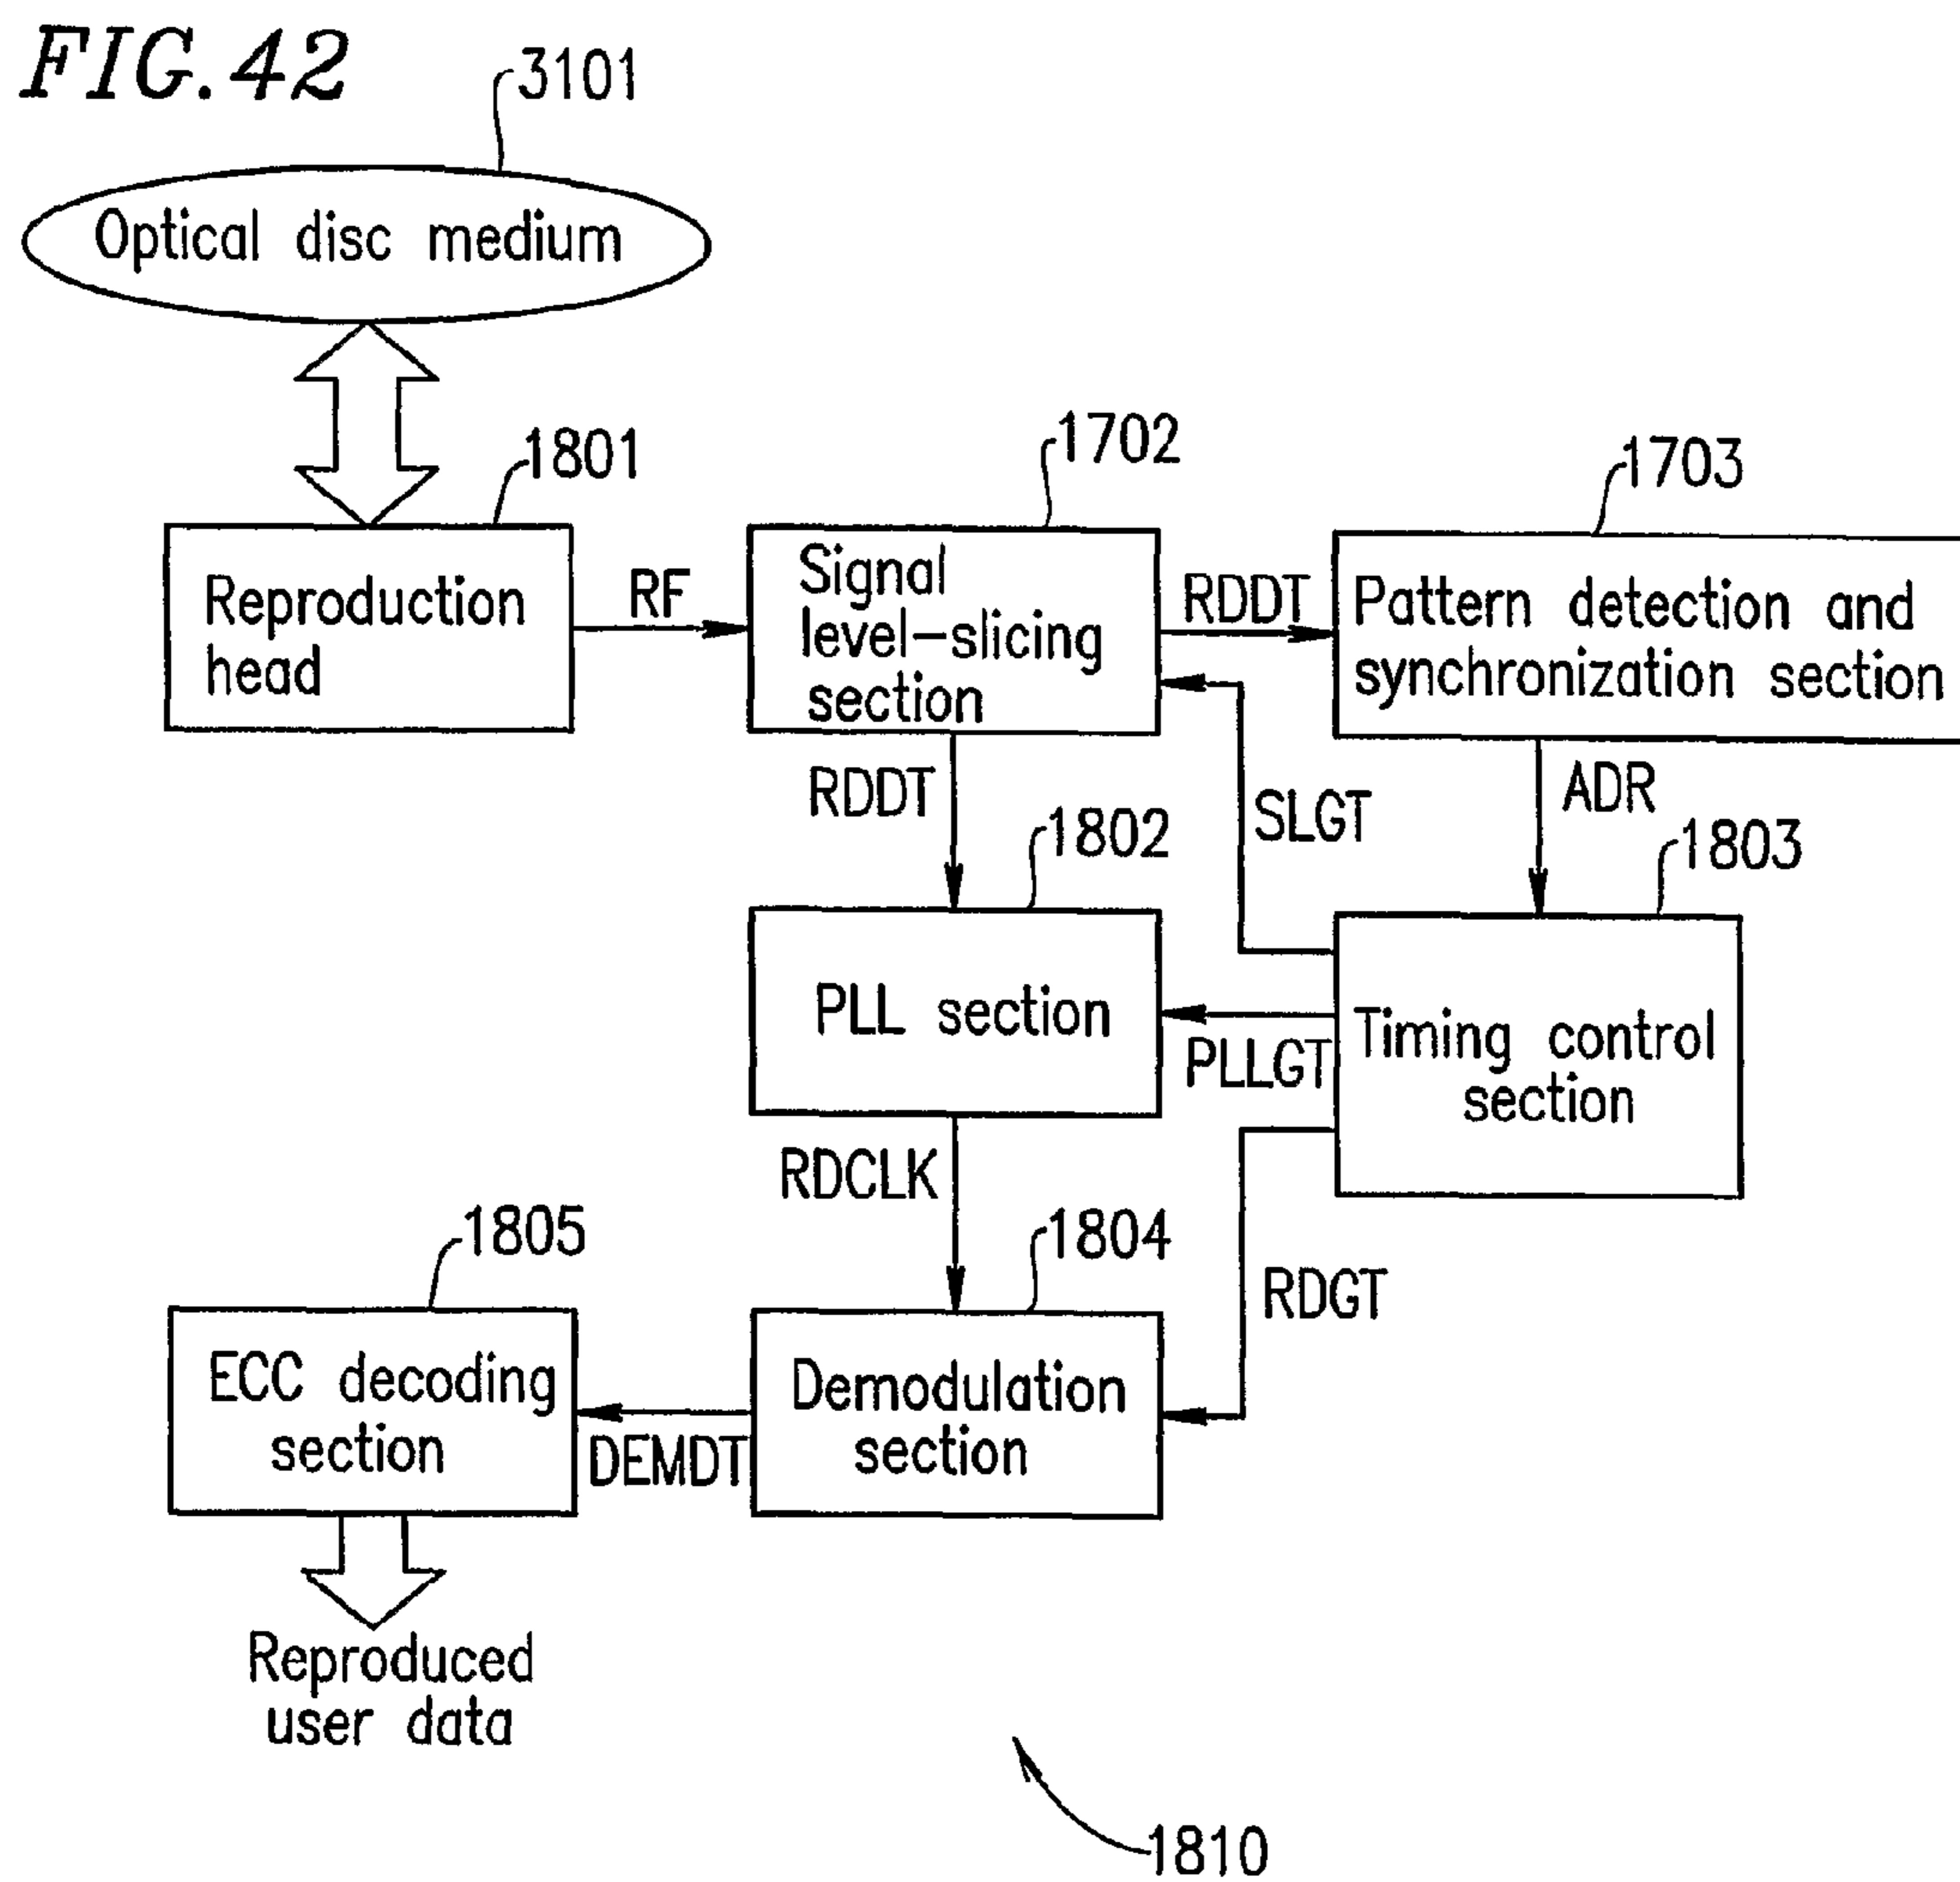 FIG.42
3101
Optical disc medium
1801
1702
1703
Reproduction
head
RF
Signal
level-slicing
section
RDDT
Pattern detection and
synchronization section
RDDT
SLGT
ADR
1802
1803
PLL section
PLLGT
Timing control
section
RDCLK
1805
1804
RDGT
ECC decoding
section
DEMDT
Demodulation
section
Reproduced
user data
1810